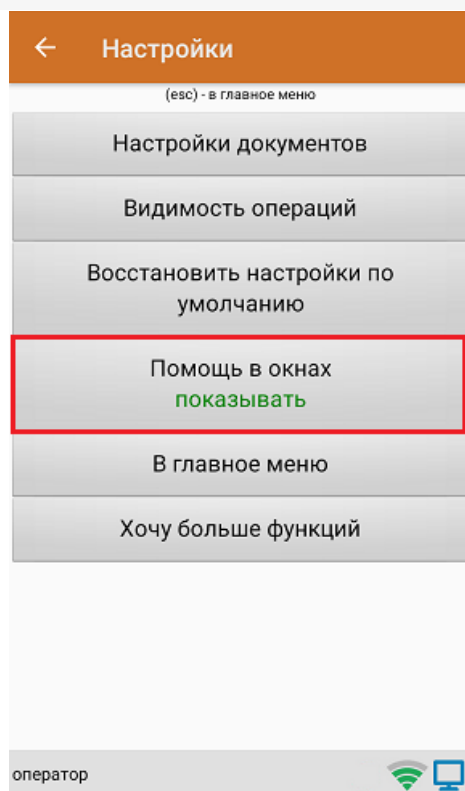 Настройки
(esc) - в главное меню
Настройки документов
Видимость операций
Восстановить настройки по
умолчанию
Помощь в окнах
показывать
В главное меню
Хочу больше функций
оператор